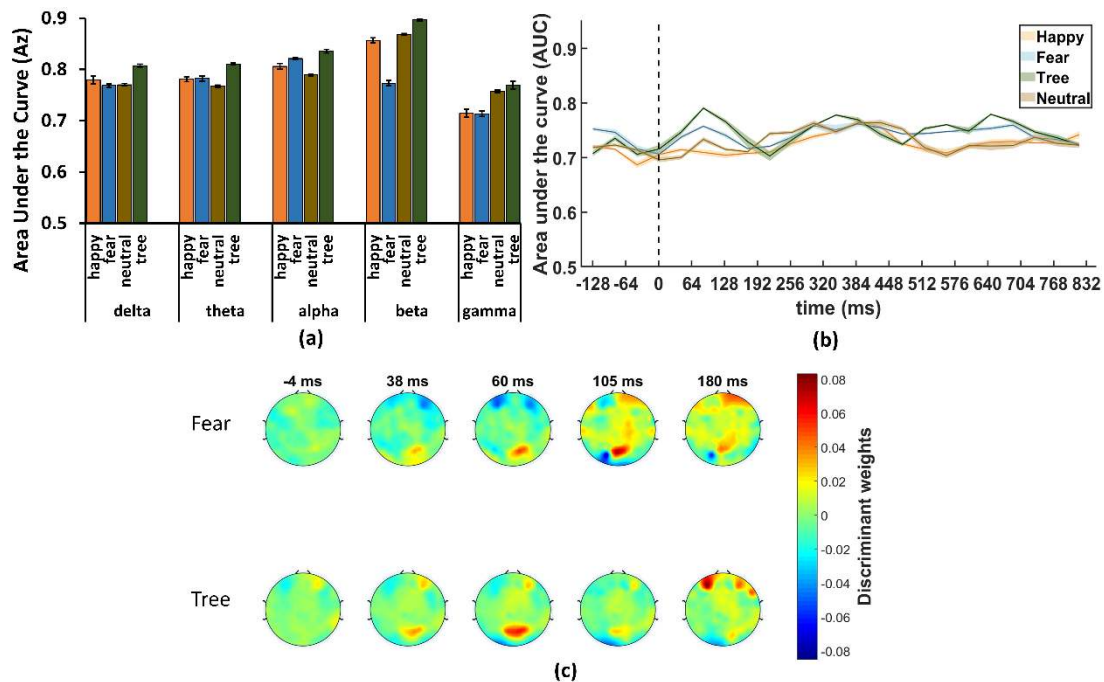 (a)
Area Under the Curve (Az)
0.9
0.8
0.7
0.6
0.5
happy fear neutral tree happy fear neutral tree happy fear neutral tree happy fear neutral tree happy fear neutral tree
delta theta alpha beta gamma
(a)
Area under the curve (AUC)
0.9
0.8
0.7
0.6
0.5
Happy
Fear
Tree
Neutral
-128 -64 0 64 128 192 256 320 384 448 512 576 640 704 768 832
time (ms)
(b)
-4 ms 38 ms 60 ms 105 ms 180 ms
Fear
Tree
0.08
0.06
0.04
0.02
0
-0.02
-0.04
-0.06
-0.08
Discriminant weights
(c)